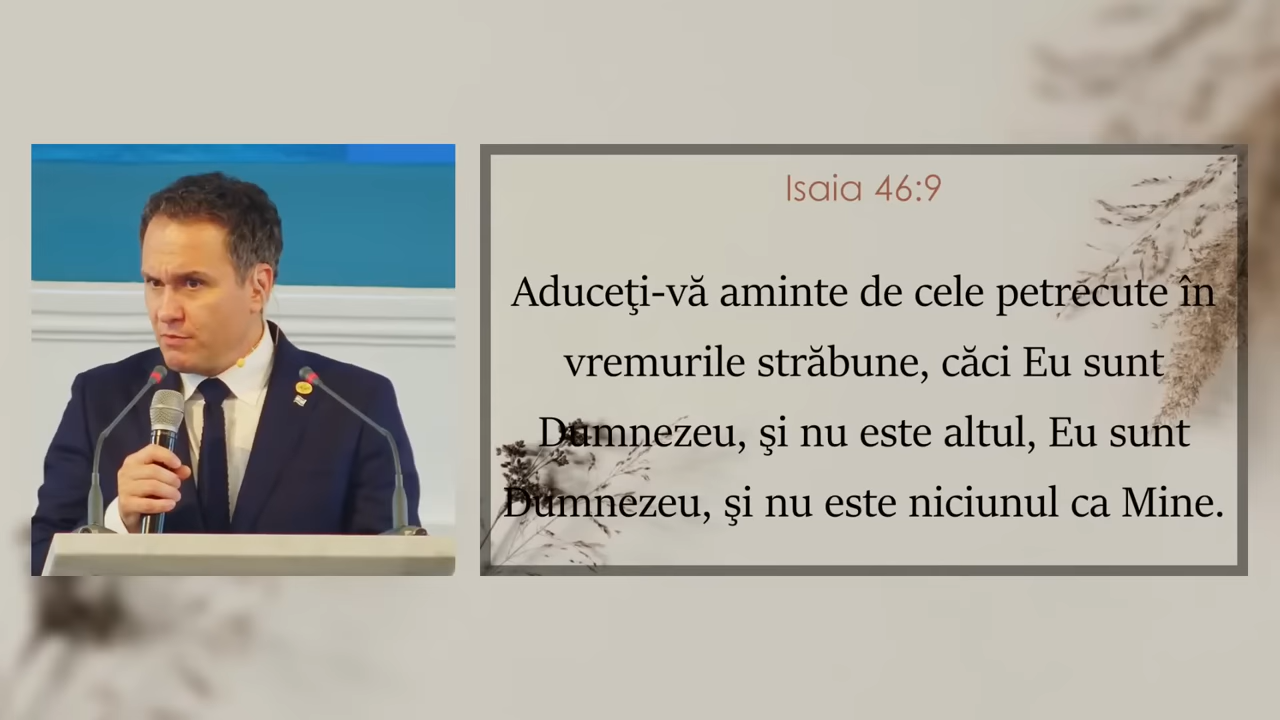 Isaia 46:9
Aduceţi-vă aminte de cele petrecute în
vremurile străbune, căci Eu sunt
Dumnezeu, şi nu este altul, Eu sunt
Dumnezeu, şi nu este niciunul ca Mine.